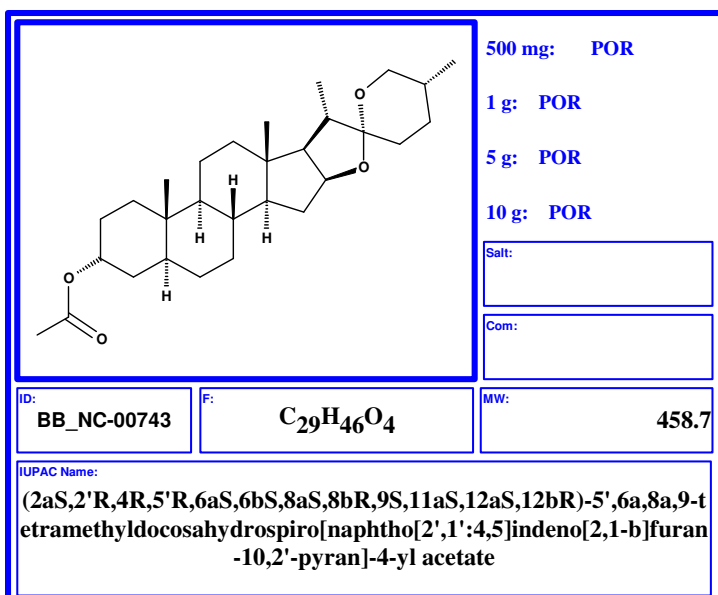 500 mg: POR
1 g: POR
5 g: POR
10 g: POR
O
O
H
H
H
H
O
O
Salt:
Com:
ID:
BB_NC-00743
F:
C29H46O4
MW:
458.7
IUPAC Name:
(2aS,2'R,4R,5'R,6aS,6bS,8aS,8bR,9S,11aS,12aS,12bR)-5',6a,8a,9-t
etramethyldocosahydrospiro[naphtho[2',1':4,5]indeno[2,1-b]furan
-10,2'-pyran]-4-yl acetate